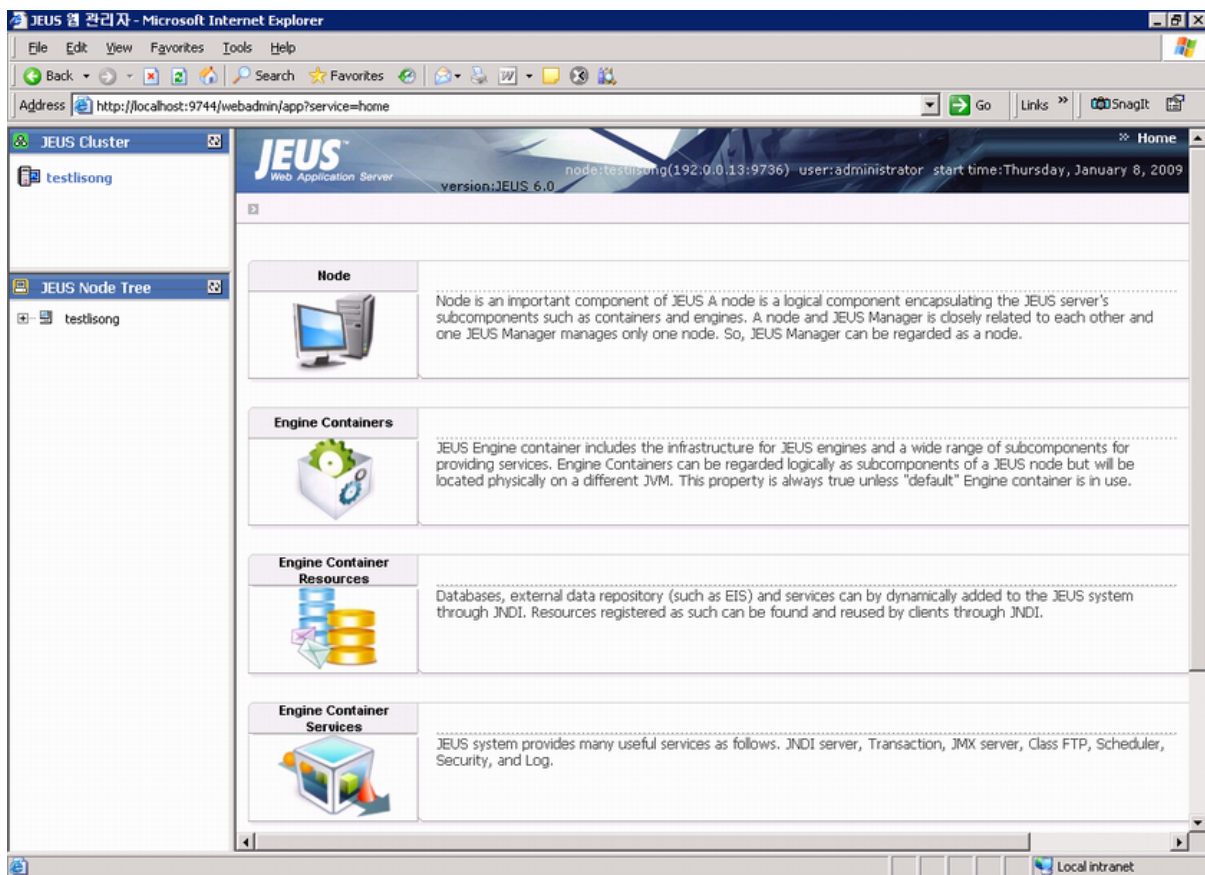 JEUS 웹 관리자 - Microsoft Internet Explorer
File Edit View Favorites Tools Help
Back Search Favorites
Address http://localhost:9744/webadmin/app?service=home Go Links » SnagIt
JEUS Cluster
testlisong
JEUS Node Tree
testlisong
» Home
JEUS™
Web Application Server
node:testlisong(192.0.0.13:9736) user:administrator start time:Thursday, January 8, 2009
version:JEUS 6.0
Node
Node is an important component of JEUS A node is a logical component encapsulating the JEUS server's
subcomponents such as containers and engines. A node and JEUS Manager is closely related to each other and
one JEUS Manager manages only one node. So, JEUS Manager can be regarded as a node.
Engine Containers
JEUS Engine container includes the infrastructure for JEUS engines and a wide range of subcomponents for
providing services. Engine Containers can be regarded logically as subcomponents of a JEUS node but will be
located physically on a different JVM. This property is always true unless "default" Engine container is in use.
Engine Container
Resources
Databases, external data repository (such as EIS) and services can by dynamically added to the JEUS system
through JNDI. Resources registered as such can be found and reused by clients through JNDI.
Engine Container
Services
JEUS system provides many useful services as follows. JNDI server, Transaction, JMX server, Class FTP, Scheduler,
Security, and Log.
Local intranet